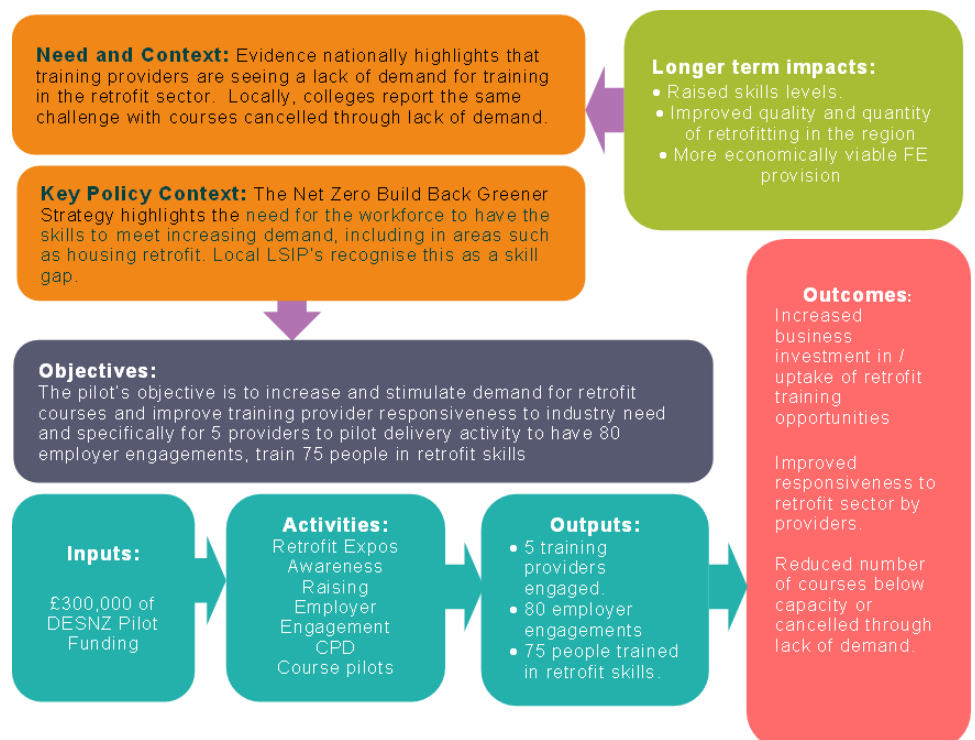 Need and Context: Evidence nationally highlights that
training providers are seeing a lack of demand for training
in the retrofit sector. Locally, colleges report the same
challenge with courses cancelled through lack of demand.
Longer term impacts:
• Raised skills levels.
• Improved quality and quantity
of retrofitting in the region
• More economically viable FE
provision
Key Policy Context: The Net Zero Build Back Greener
Strategy highlights the need for the workforce to have the
skills to meet increasing demand, including in areas such
as housing retrofit. Local LSIP's recognise this as a skill
gap.
Objectives:
The pilot's objective is to increase and stimulate demand for retrofit
courses and improve training provider responsiveness to industry need
and specifically for 5 providers to pilot delivery activity to have 80
employer engagements, train 75 people in retrofit skills
Inputs:
£300,000 of
DESNZ Pilot
Funding
Activities:
Retrofit Expos
Awareness
Raising
Employer
Engagement
CPD
Course pilots
Outputs:
• 5 training
providers
engaged.
• 80 employer
engagements
• 75 people trained
in retrofit skills.
Outcomes:
Increased
business
investment in /
uptake of retrofit
training
opportunities
Improved
responsiveness to
retrofit sector by
providers.
Reduced number
of courses below
capacity or
cancelled through
lack of demand.